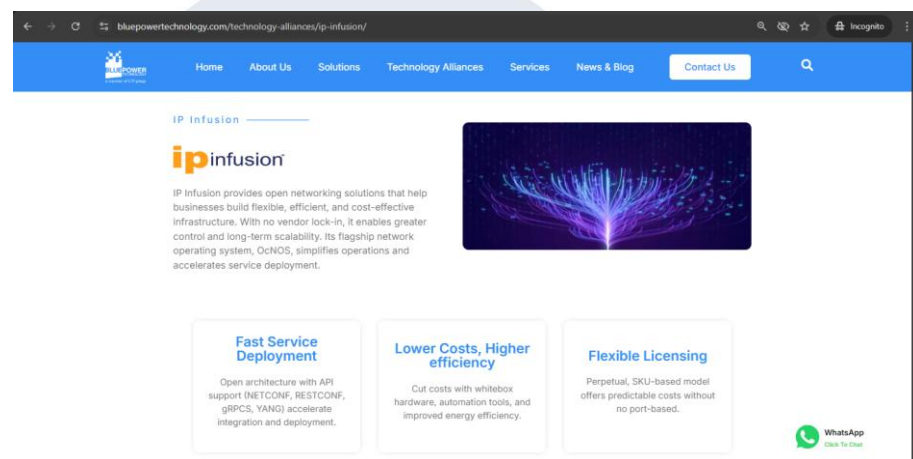 bluepowertechnology.com/technology-alliances/ip-infusion/
Incognito
BLUEPOWER
Home
About Us
Solutions
Technology Alliances
Services
News & Blog
Contact Us
IP Infusion
ipinfusion
IP Infusion provides open networking solutions that help
businesses build flexible, efficient, and cost-effective
infrastructure. With no vendor lock-in, it enables greater
control and long-term scalability. Its flagship network
operating system, OcNOS, simplifies operations and
accelerates service deployment.
Fast Service
Deployment
Open architecture with API
support (NETCONF, RESTCONF,
gRPCS, YANG) accelerate
integration and deployment.
Lower Costs, Higher
efficiency
Cut costs with whitebox
hardware, automation tools, and
improved energy efficiency.
Flexible Licensing
Perpetual, SKU-based model
offers predictable costs without
no port-based.
WhatsApp
Click To Chat